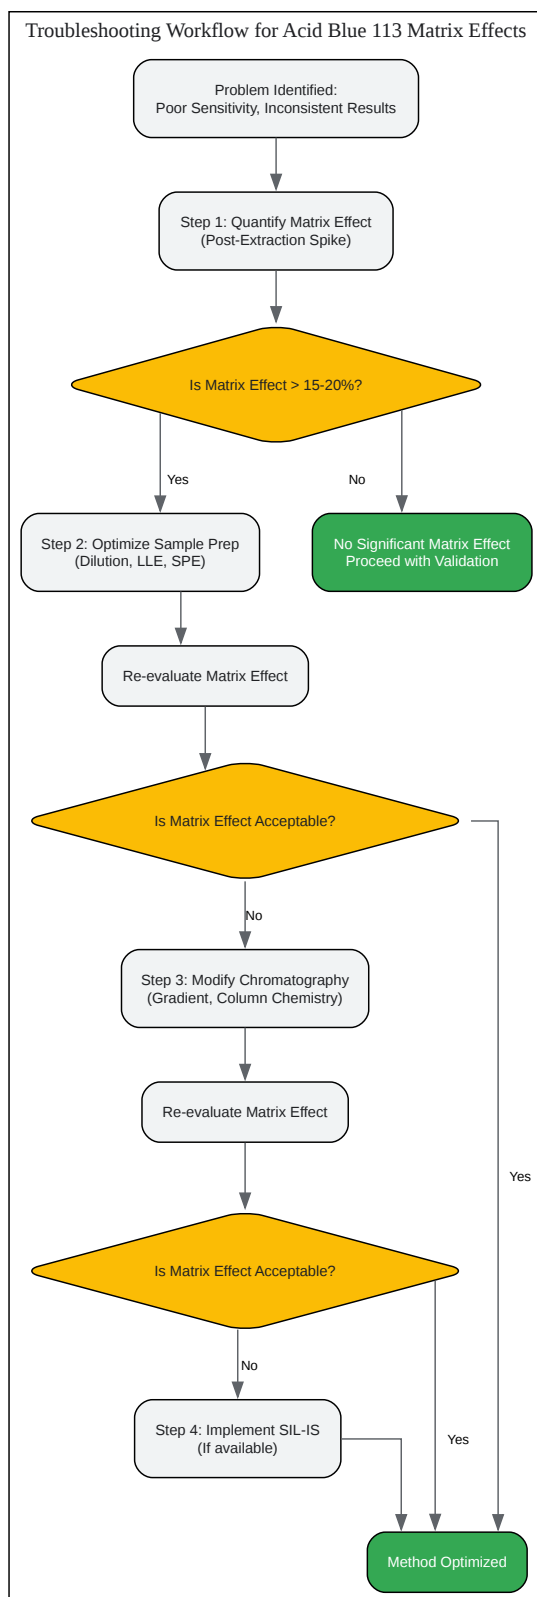 Troubleshooting Workflow for Acid Blue 113 Matrix Effects
Problem Identified:
Poor Sensitivity, Inconsistent Results
Step 1: Quantify Matrix Effect
(Post-Extraction Spike)
Is Matrix Effect > 15-20%?
Yes
No
Step 2: Optimize Sample Prep
(Dilution, LLE, SPE)
No Significant Matrix Effect
Proceed with Validation
Re-evaluate Matrix Effect
Is Matrix Effect Acceptable?
No
Step 3: Modify Chromatography
(Gradient, Column Chemistry)
Re-evaluate Matrix Effect
Yes
Is Matrix Effect Acceptable?
No
Step 4: Implement SIL-IS
(If available)
Yes
Method Optimized